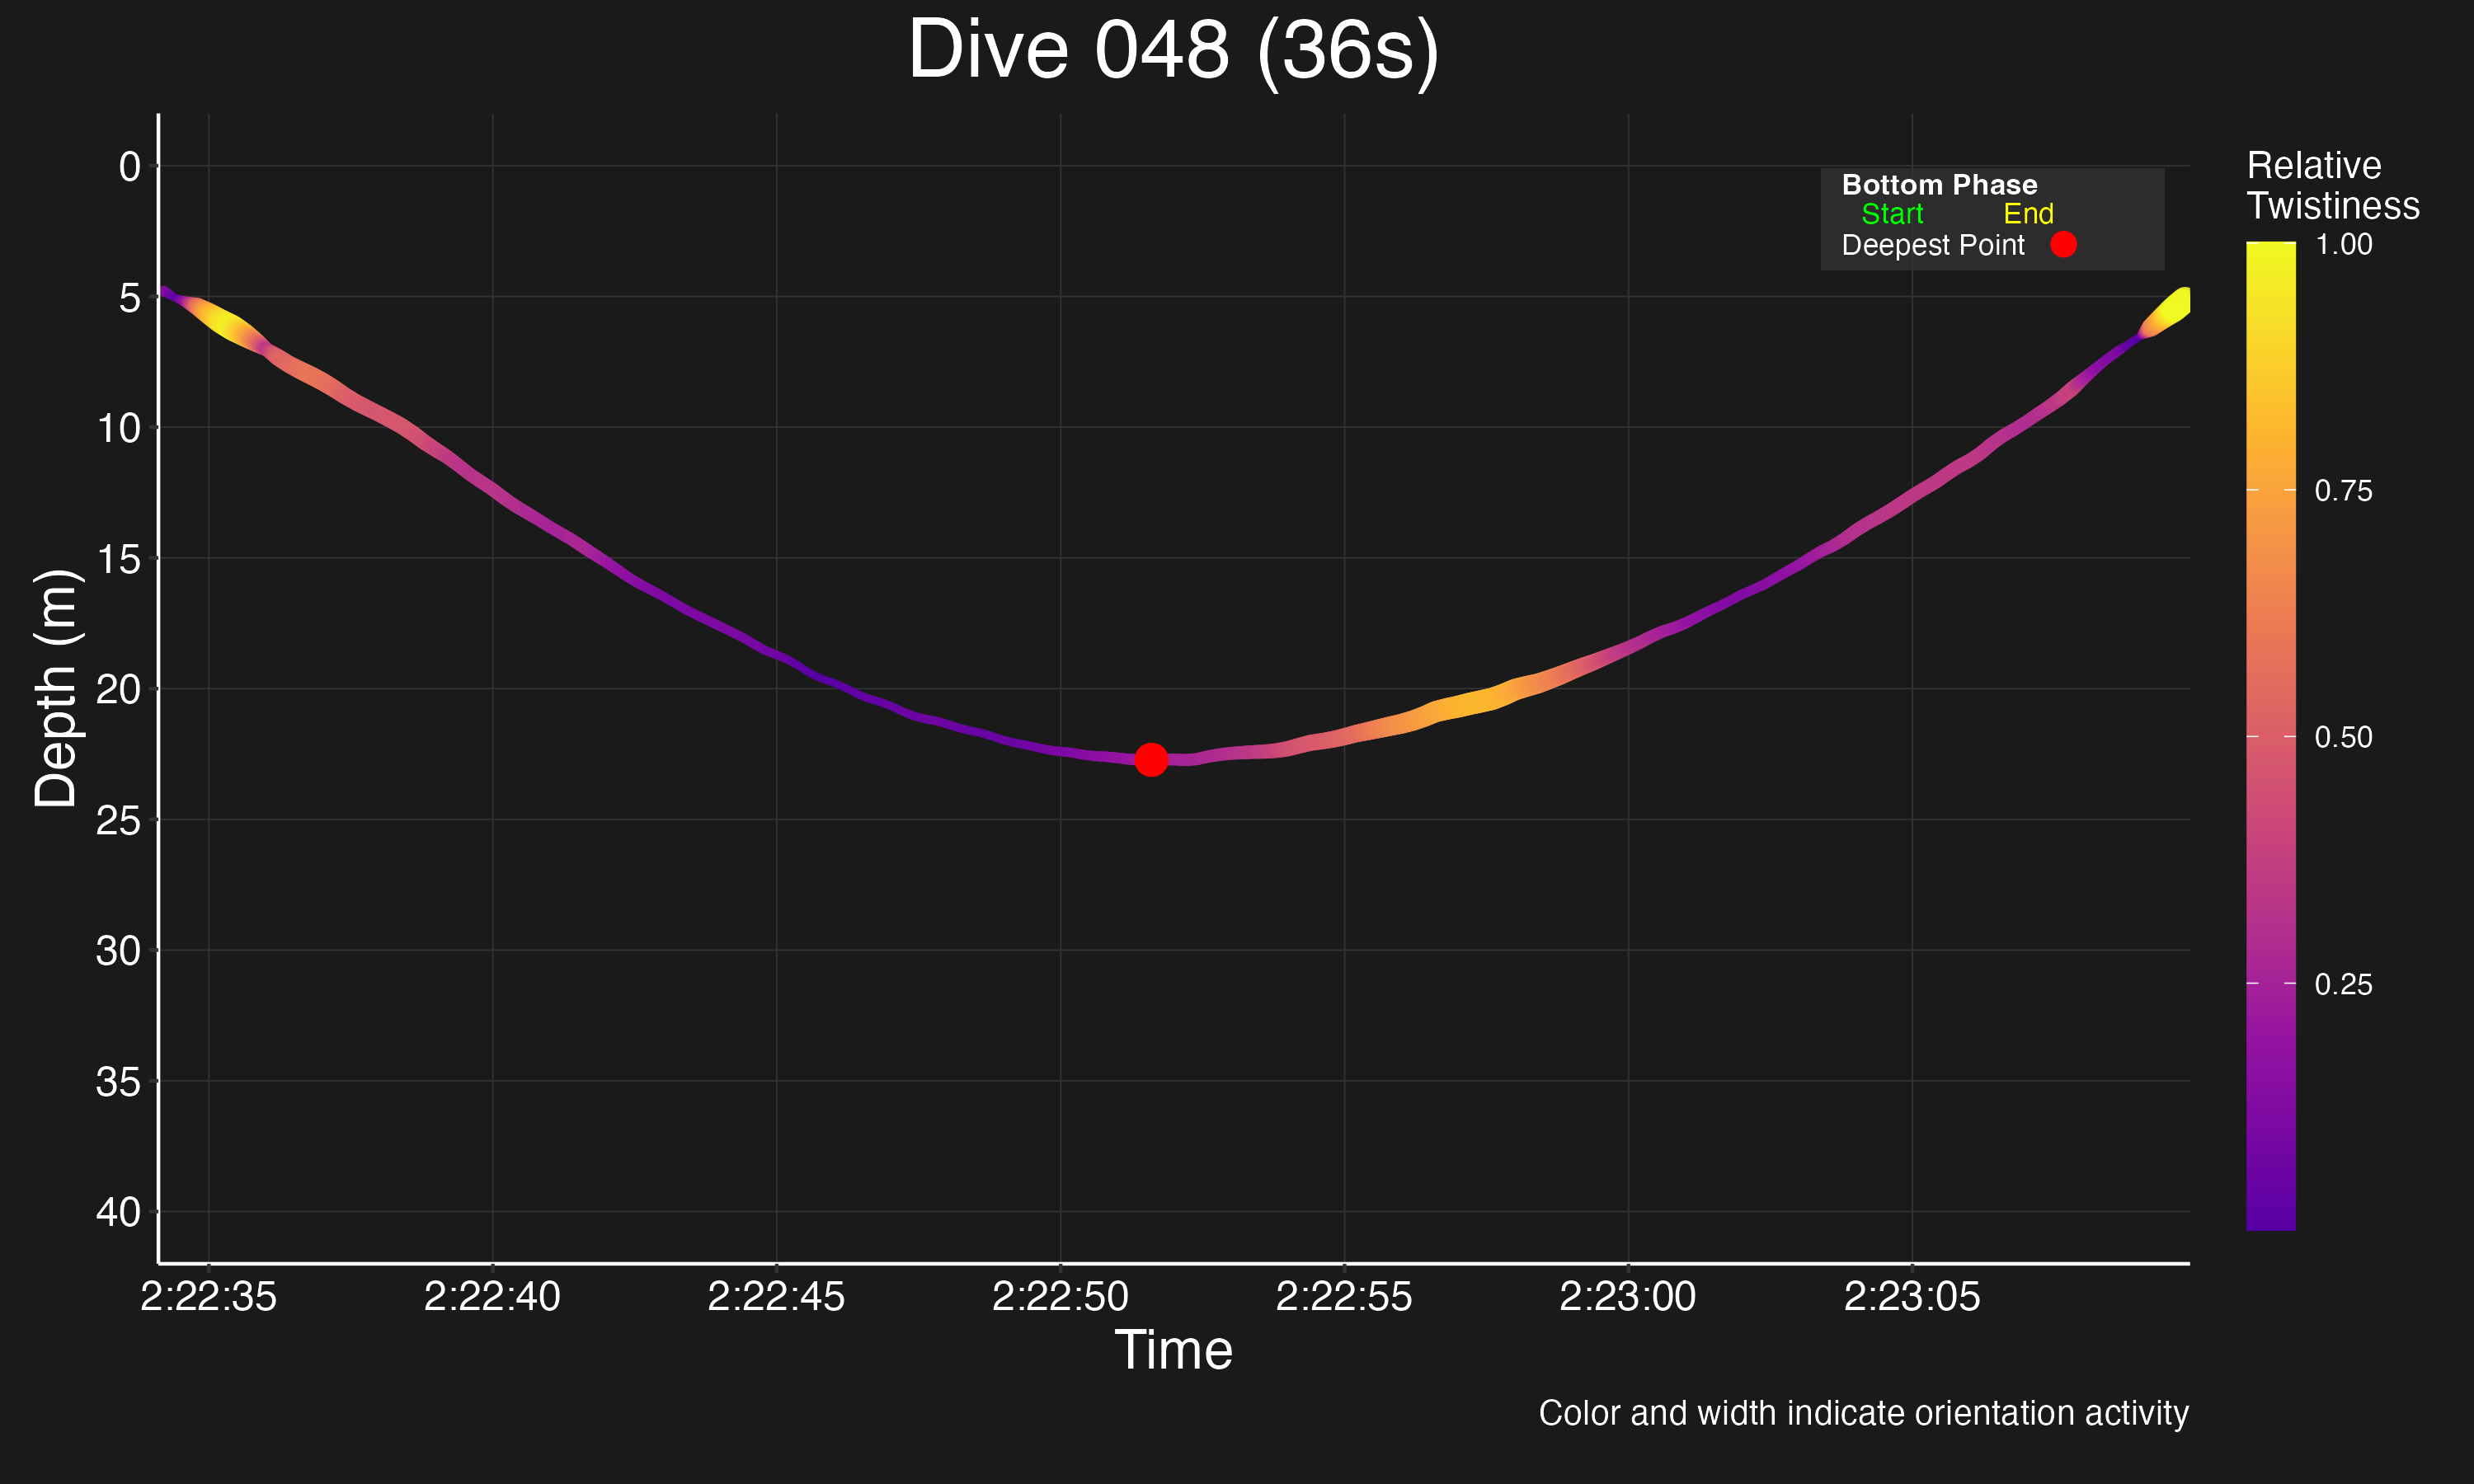 Dive 048 (36s)
Depth (m)
0
5
10
15
20
25
30
35
40
Bottom Phase
Start End
Deepest Point
Relative
Twistiness
1.00
0.75
0.50
0.25
2:22:35 2:22:40 2:22:45 2:22:50 2:22:55 2:23:00 2:23:05
Time
Color and width indicate orientation activity